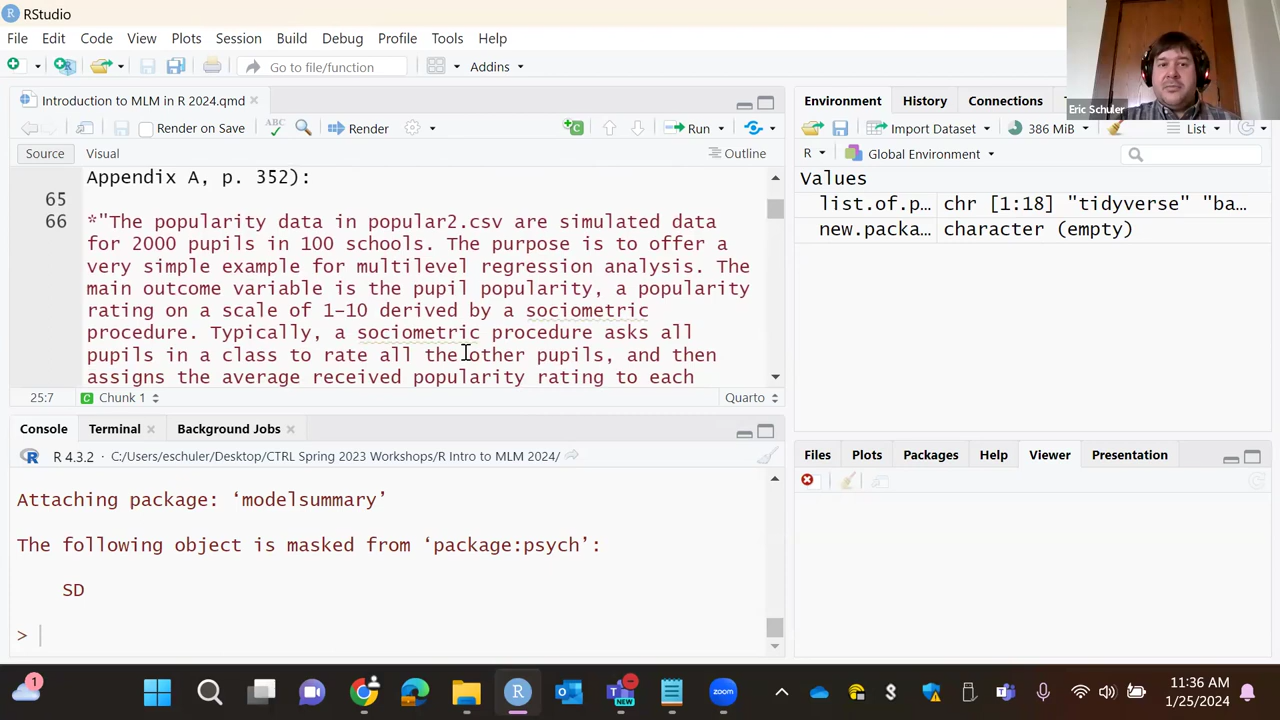 RStudio
File Edit Code View Plots Session Build Debug Profile Tools Help
Go to file/function Addins
Eric Schuler
Introduction to MLM in R 2024.qmd
Render on Save Render Run
Source Visual Outline
Appendix A, p. 352):
65
66 *"The popularity data in popular2.csv are simulated data
for 2000 pupils in 100 schools. The purpose is to offer a
very simple example for multilevel regression analysis. The
main outcome variable is the pupil popularity, a popularity
rating on a scale of 1-10 derived by a sociometric
procedure. Typically, a sociometric procedure asks all
pupils in a class to rate all the other pupils, and then
assigns the average received popularity rating to each
25:7 Chunk 1 Quarto
Console Terminal Background Jobs
R 4.3.2 · C:/Users/eschuler/Desktop/CTRL Spring 2023 Workshops/R Intro to MLM 2024/
Attaching package: ‘modelsummary’
The following object is masked from ‘package:psych’:
SD
>
Environment History Connections
Import Dataset 386 MiB List
R Global Environment
Values
list.of.p… chr [1:18] "tidyverse" "ba…
new.packa… character (empty)
Files Plots Packages Help Viewer Presentation
1
NEW
zoom
11:36 AM
1/25/2024